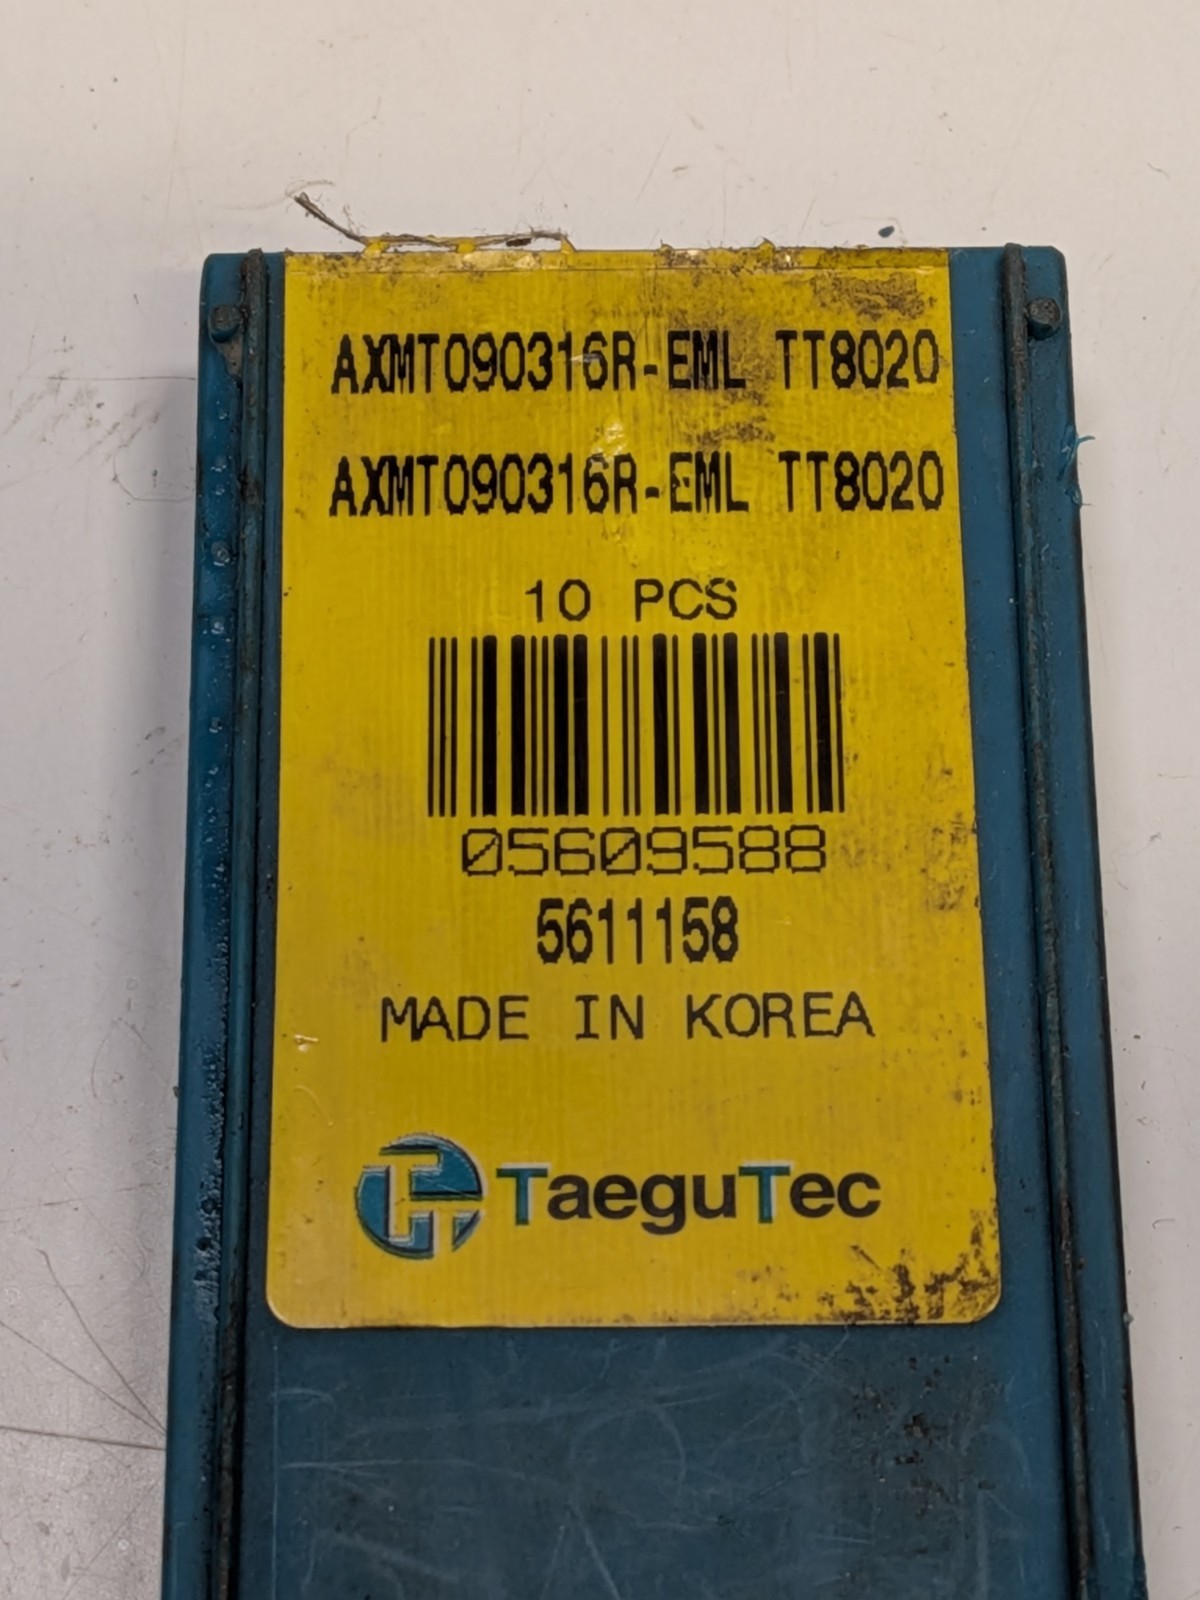 AXMT090316R-EML TT8020
AXMT090316R-EML TT8020
10 PCS
05609588
5611158
MADE IN KOREA
TaeguTec